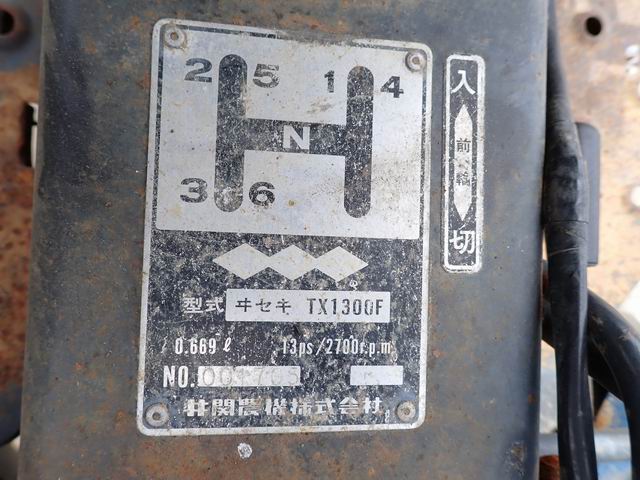 2 5 1 4
N
3 6
型式 ヰセキ TX1300F
0.669ℓ 13ps/2700r.p.m
NO.
井関農機株式会社
入
前輪
切